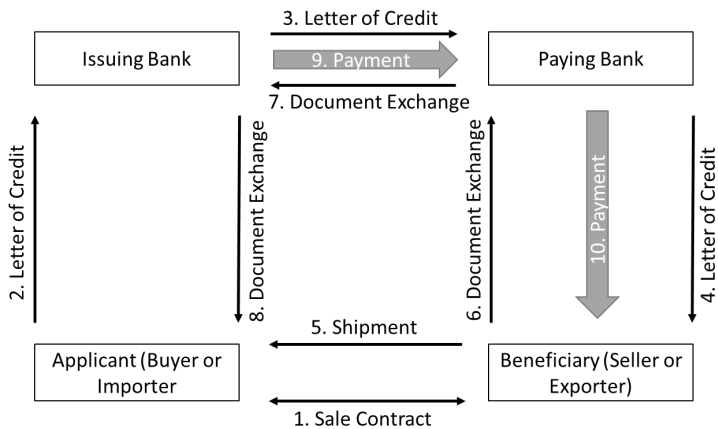 3. Letter of Credit
Issuing Bank
9. Payment
Paying Bank
7. Document Exchange
2. Letter of Credit
8. Document Exchange
6. Document Exchange
10. Payment
4. Letter of Credit
5. Shipment
Applicant (Buyer or
Importer
Beneficiary (Seller or
Exporter)
1. Sale Contract